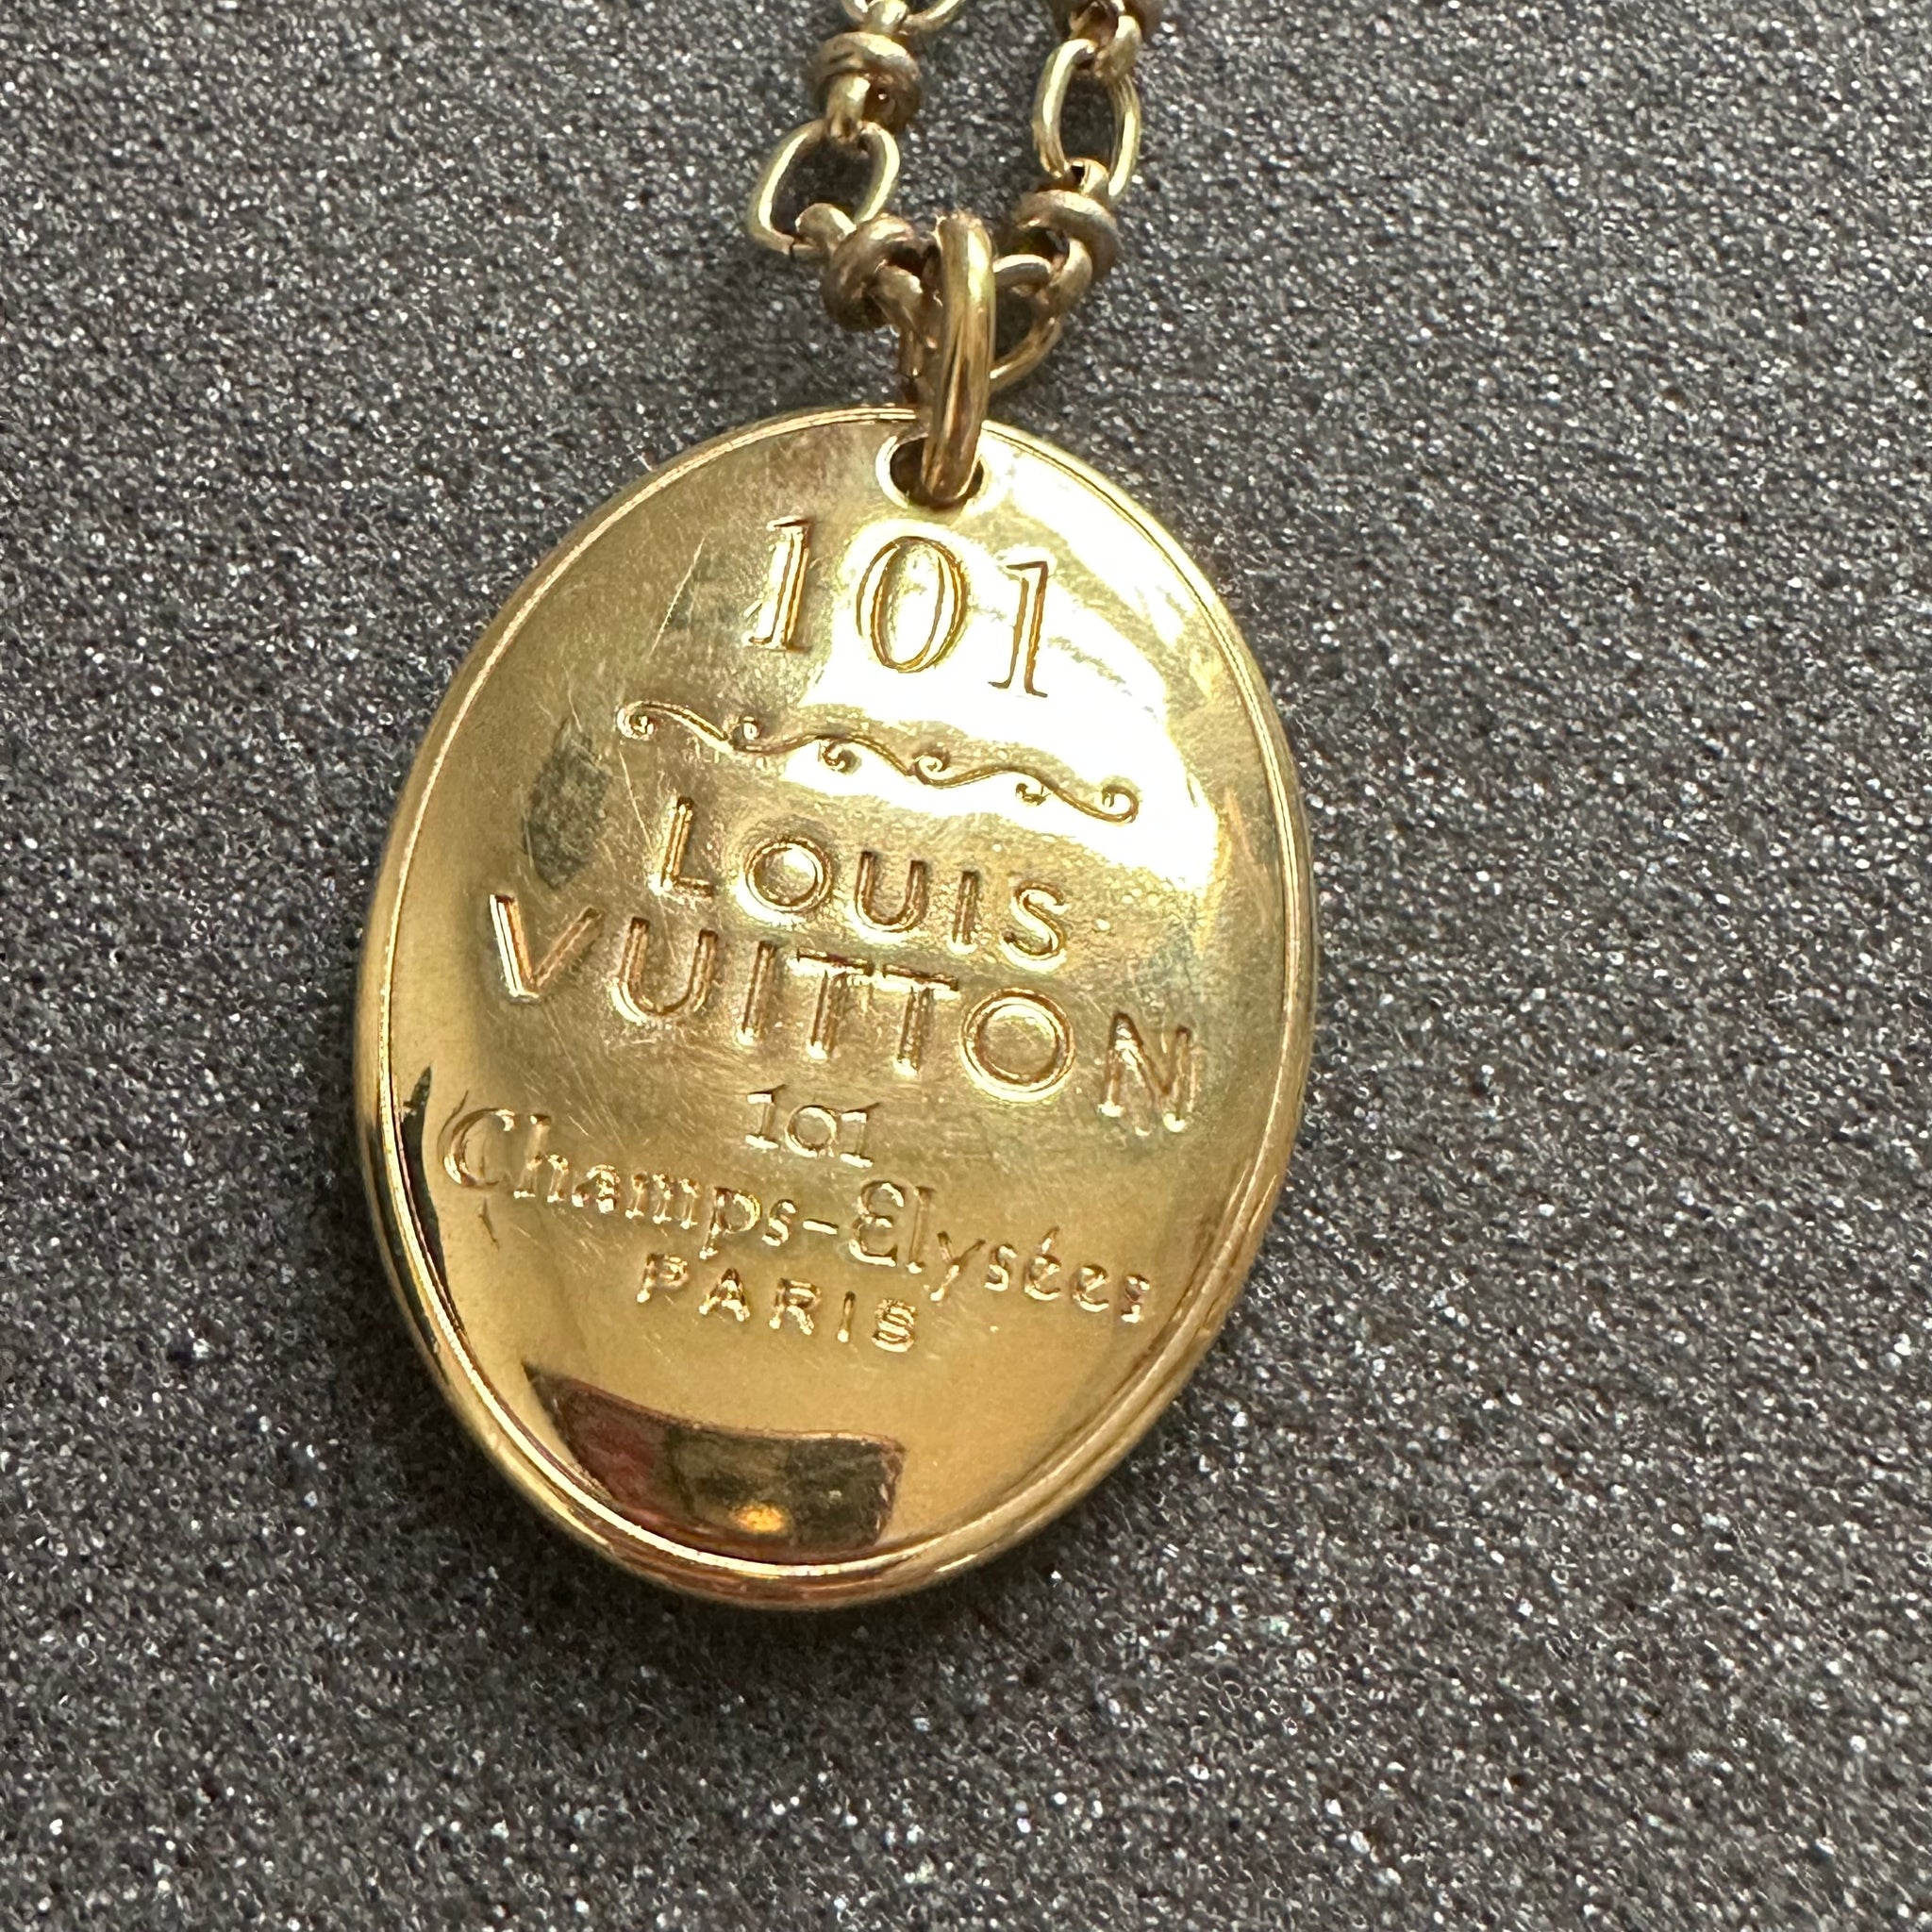 101
LOUIS
VUITTON
101
Champs-Elysées
PARIS